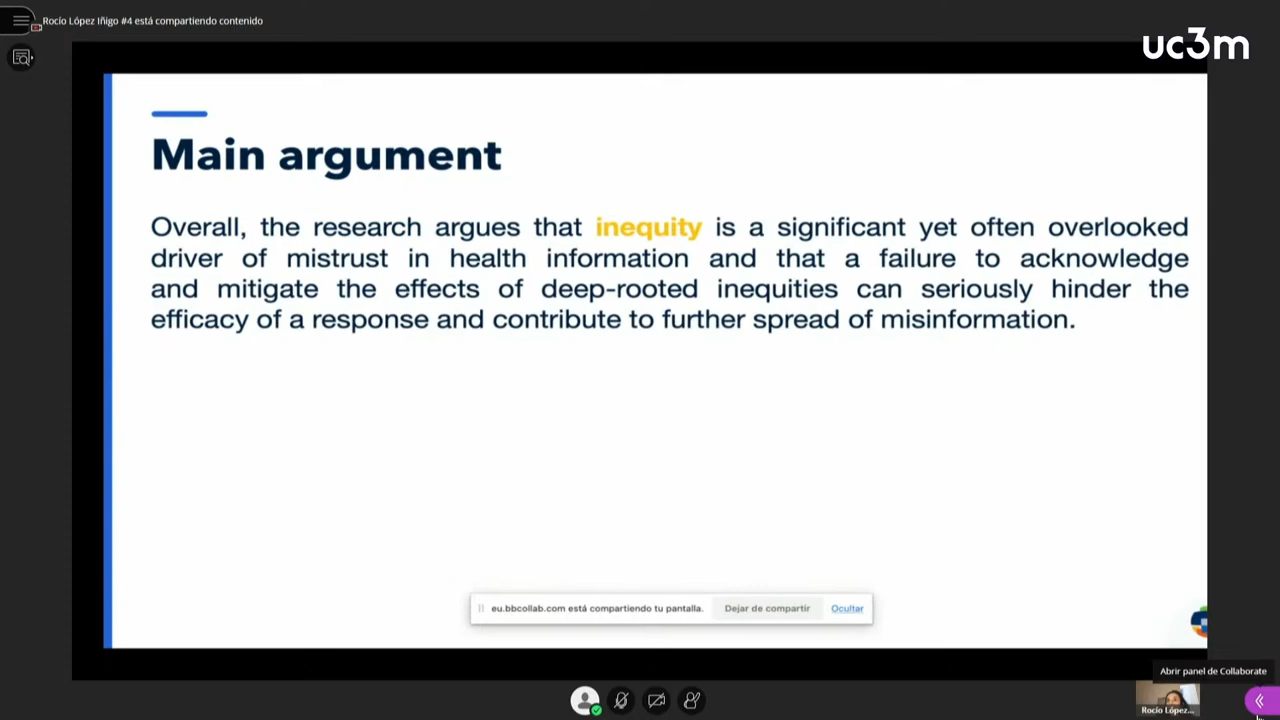 Rocío López Iñigo #4 está compartiendo contenido
uc3m
Main argument
Overall, the research argues that inequity is a significant yet often overlooked
driver of mistrust in health information and that a failure to acknowledge
and mitigate the effects of deep-rooted inequities can seriously hinder the
efficacy of a response and contribute to further spread of misinformation.
eu.bbcollab.com está compartiendo tu pantalla. Dejar de compartir Ocultar
Abrir panel de Collaborate
Rocío López...